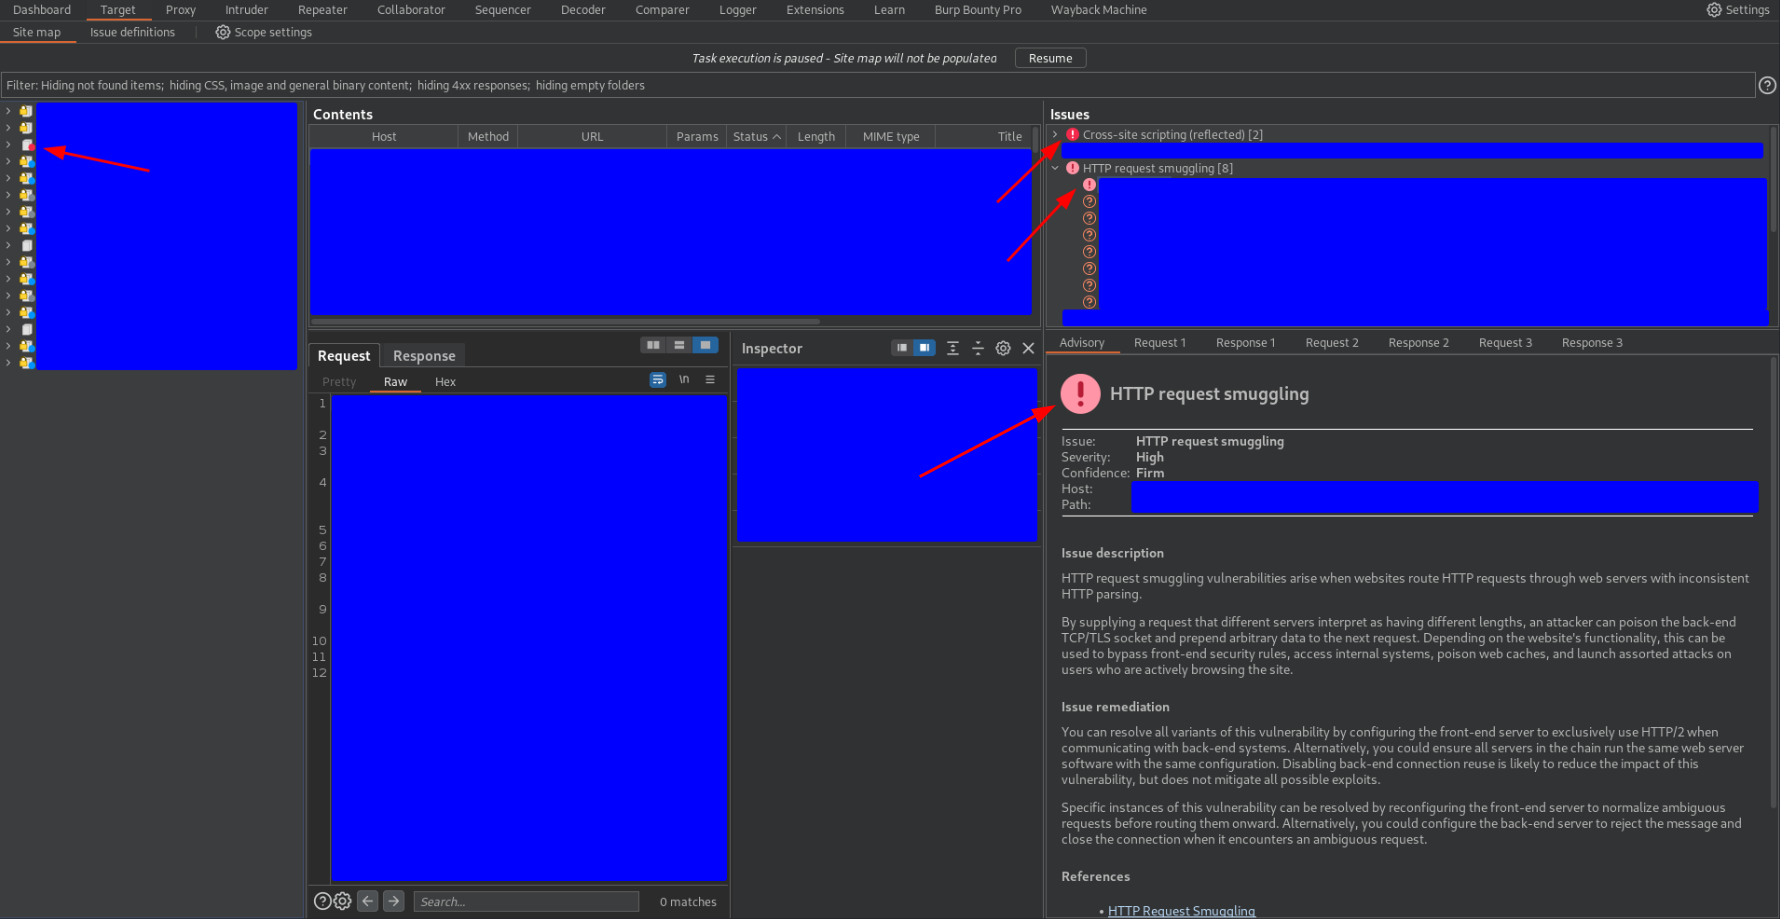 Dashboard Target Proxy Intruder Repeater Collaborator Sequencer Decoder Comparer Logger Extensions Learn Burp Bounty Pro Wayback Machine Settings
Site map Issue definitions Scope settings
Task execution is paused - Site map will not be populated Resume
Filter: Hiding not found items; hiding CSS, image and general binary content; hiding 4xx responses; hiding empty folders
Contents
Host Method URL Params Status Length MIME type Title
Issues
Cross-site scripting (reflected) [2]
HTTP request smuggling [8]
Request Response
Pretty Raw Hex \n
1
2
3
4
5
6
7
8
9
10
11
12
Search... 0 matches
Inspector
Advisory Request 1 Response 1 Request 2 Response 2 Request 3 Response 3
HTTP request smuggling
Issue: HTTP request smuggling
Severity: High
Confidence: Firm
Host:
Path:
Issue description
HTTP request smuggling vulnerabilities arise when websites route HTTP requests through web servers with inconsistent
HTTP parsing.
By supplying a request that different servers interpret as having different lengths, an attacker can poison the back-end
TCP/TLS socket and prepend arbitrary data to the next request. Depending on the website's functionality, this can be
used to bypass front-end security rules, access internal systems, poison web caches, and launch assorted attacks on
users who are actively browsing the site.
Issue remediation
You can resolve all variants of this vulnerability by configuring the front-end server to exclusively use HTTP/2 when
communicating with back-end systems. Alternatively, you could ensure all servers in the chain run the same web server
software with the same configuration. Disabling back-end connection reuse is likely to reduce the impact of this
vulnerability, but does not mitigate all possible exploits.
Specific instances of this vulnerability can be resolved by reconfiguring the front-end server to normalize ambiguous
requests before routing them onward. Alternatively, you could configure the back-end server to reject the message and
close the connection when it encounters an ambiguous request.
References
• HTTP Request Smuggling